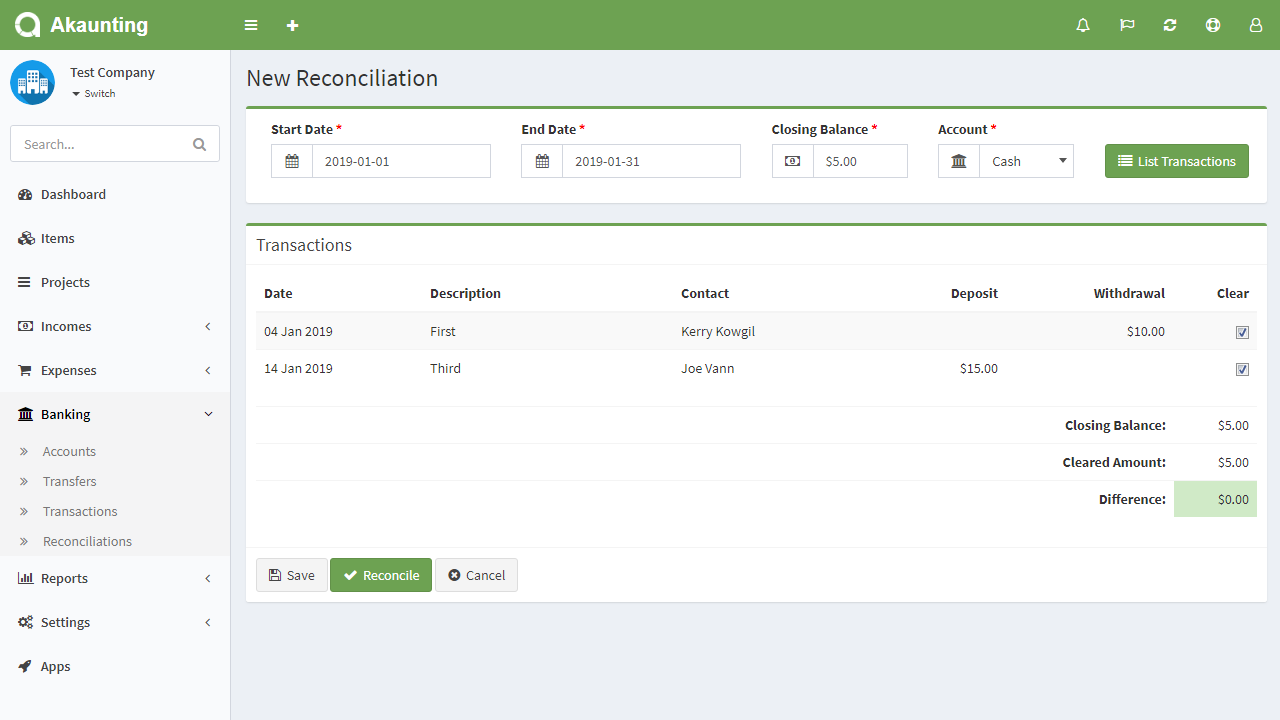 Akaunting
Test Company
Switch
Search...
Dashboard
Items
Projects
Incomes
Expenses
Banking
Accounts
Transfers
Transactions
Reconciliations
Reports
Settings
Apps
New Reconciliation
Start Date * End Date * Closing Balance * Account *
2019-01-01 2019-01-31 $5.00 Cash List Transactions
Transactions
Date Description Contact Deposit Withdrawal Clear
04 Jan 2019 First Kerry Kowgil $10.00
14 Jan 2019 Third Joe Vann $15.00
Closing Balance: $5.00
Cleared Amount: $5.00
Difference: $0.00
Save Reconcile Cancel